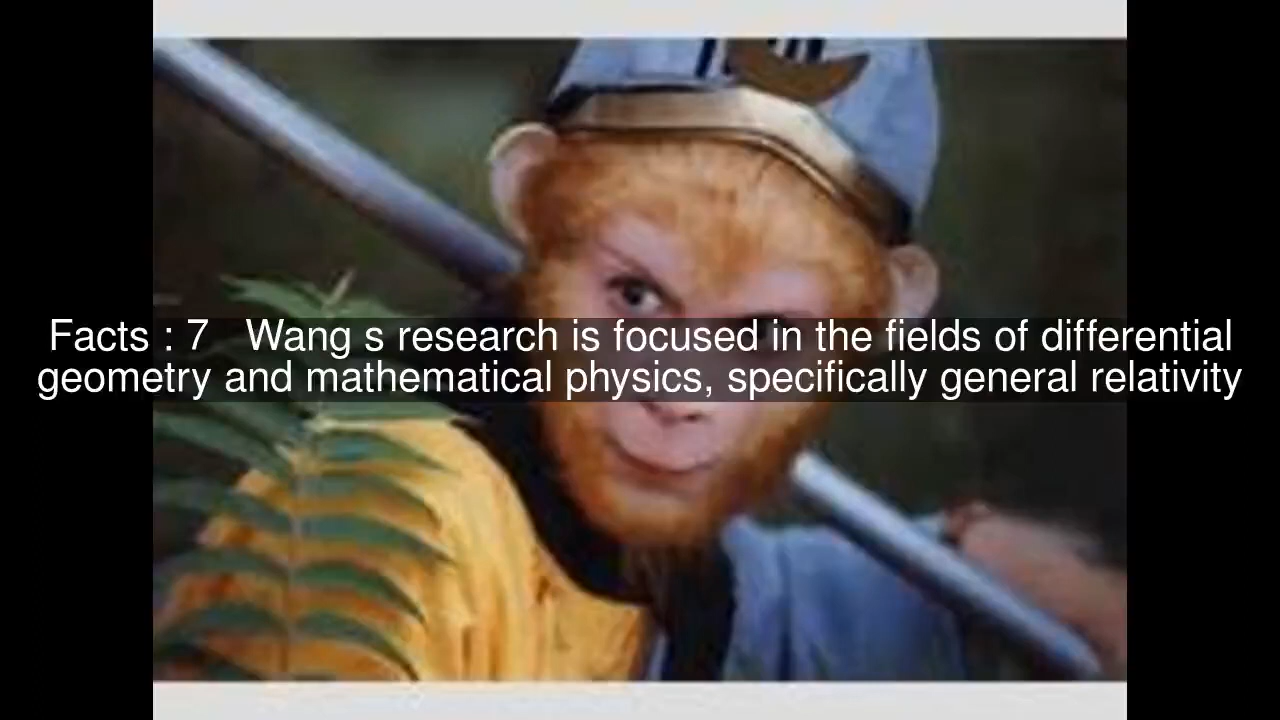 Facts : 7 Wang s research is focused in the fields of differential
geometry and mathematical physics, specifically general relativity